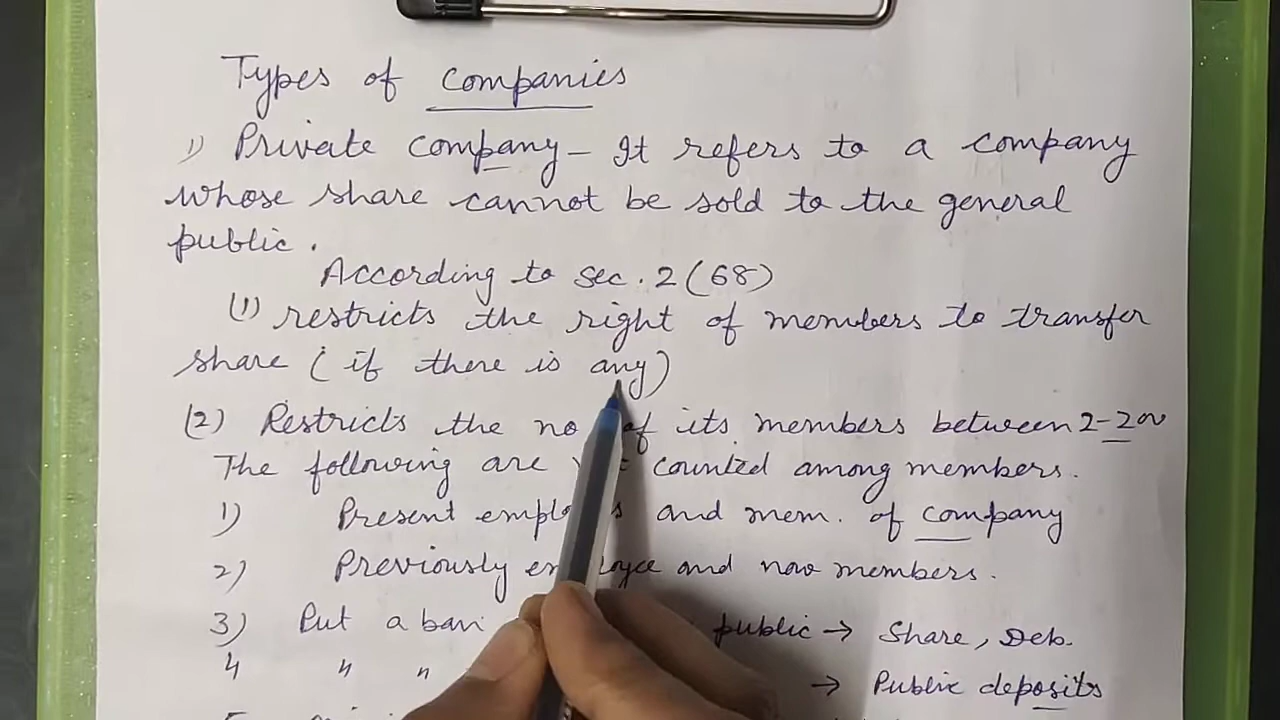 Types of companies
1) Private company - It refers to a company
whose share cannot be sold to the general
public.
According to sec. 2(68)
(1) restricts the right of members to transfer
share (if there is any)
(2) Restricts the no of its members between 2-200
The following are counted among members.
1) Present and mem. of company
2) Previously and now members.
3) Put a public → Share, Deb.
4 " " → Public deposits